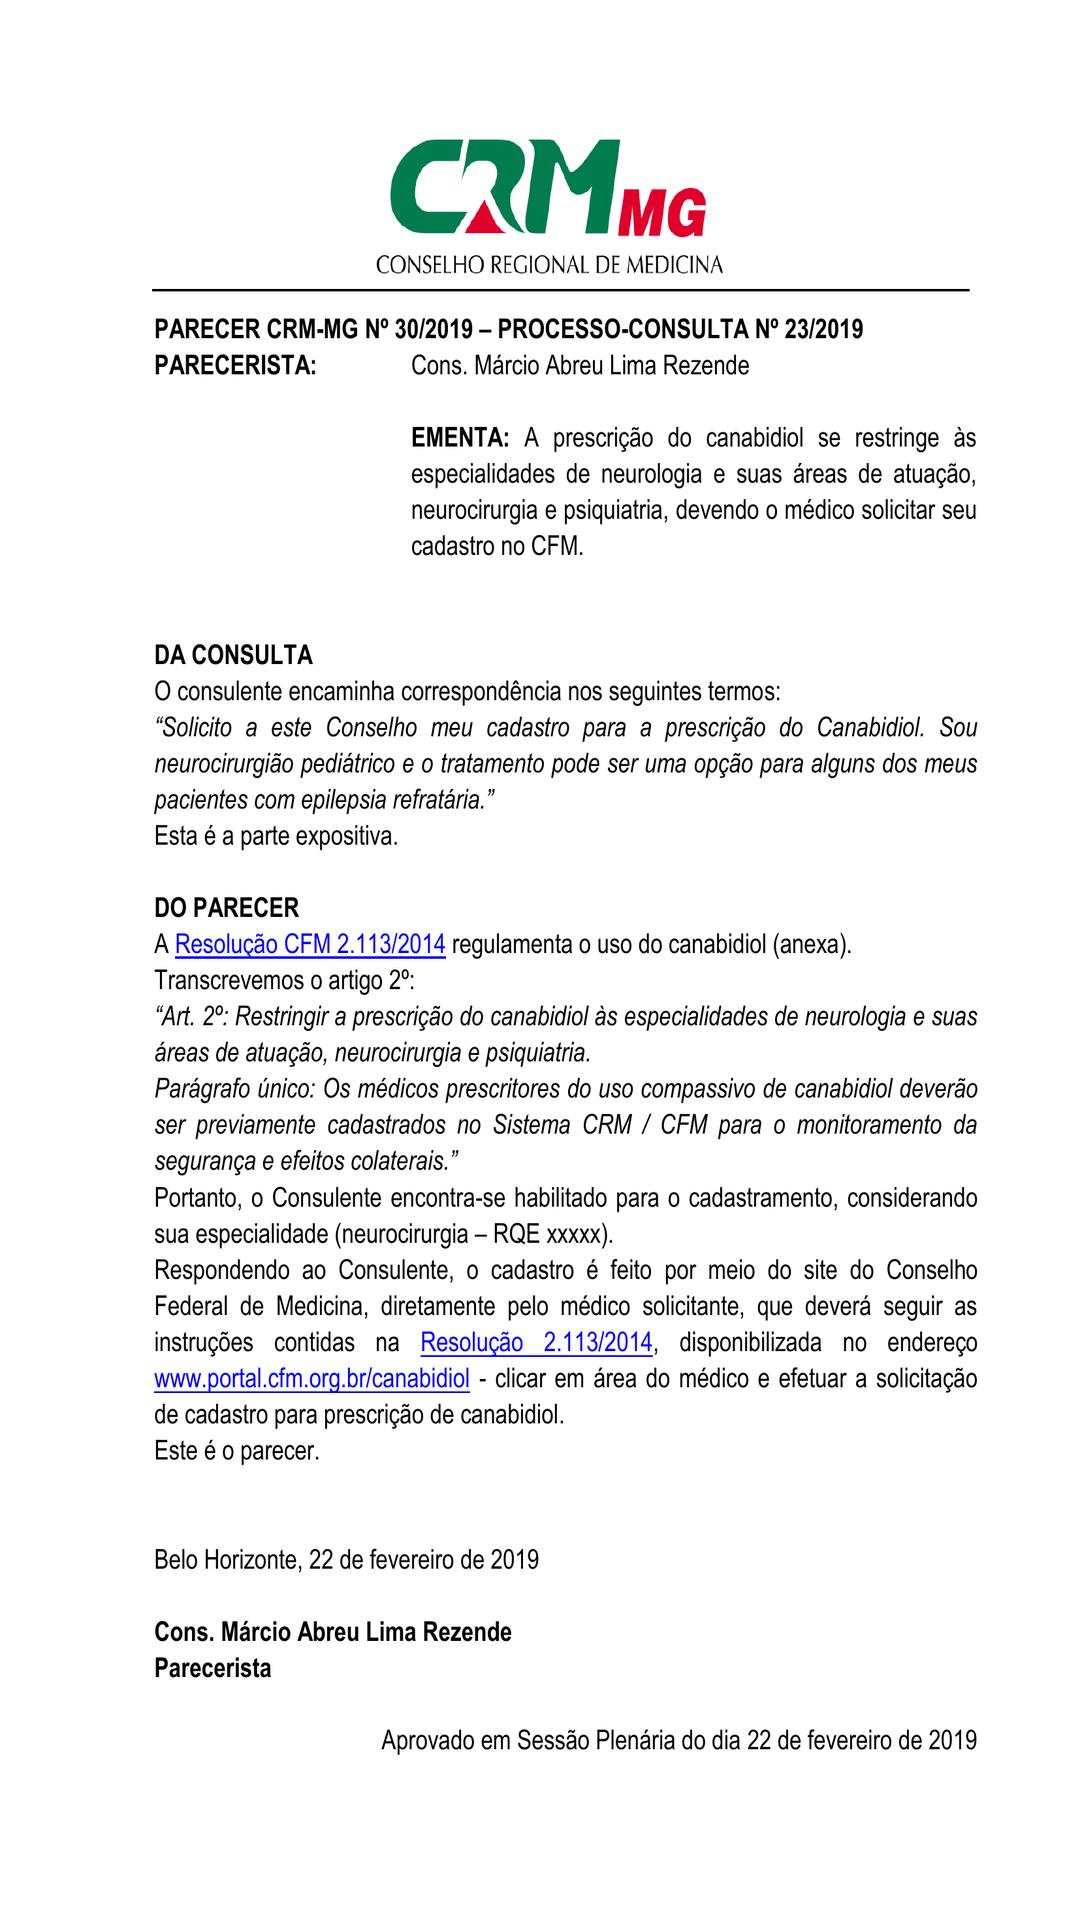 CRM MG
CONSELHO REGIONAL DE MEDICINA
PARECER CRM-MG Nº 30/2019 – PROCESSO-CONSULTA Nº 23/2019
PARECERISTA: Cons. Márcio Abreu Lima Rezende
EMENTA: A prescrição do canabidiol se restringe às
especialidades de neurologia e suas áreas de atuação,
neurocirurgia e psiquiatria, devendo o médico solicitar seu
cadastro no CFM.
DA CONSULTA
O consulente encaminha correspondência nos seguintes termos:
“Solicito a este Conselho meu cadastro para a prescrição do Canabidiol. Sou
neurocirurgião pediátrico e o tratamento pode ser uma opção para alguns dos meus
pacientes com epilepsia refratária.”
Esta é a parte expositiva.
DO PARECER
A Resolução CFM 2.113/2014 regulamenta o uso do canabidiol (anexa).
Transcrevemos o artigo 2º:
“Art. 2º: Restringir a prescrição do canabidiol às especialidades de neurologia e suas
áreas de atuação, neurocirurgia e psiquiatria.
Parágrafo único: Os médicos prescritores do uso compassivo de canabidiol deverão
ser previamente cadastrados no Sistema CRM / CFM para o monitoramento da
segurança e efeitos colaterais.”
Portanto, o Consulente encontra-se habilitado para o cadastramento, considerando
sua especialidade (neurocirurgia – RQE xxxxx).
Respondendo ao Consulente, o cadastro é feito por meio do site do Conselho
Federal de Medicina, diretamente pelo médico solicitante, que deverá seguir as
instruções contidas na Resolução 2.113/2014, disponibilizada no endereço
www.portal.cfm.org.br/canabidiol - clicar em área do médico e efetuar a solicitação
de cadastro para prescrição de canabidiol.
Este é o parecer.
Belo Horizonte, 22 de fevereiro de 2019
Cons. Márcio Abreu Lima Rezende
Parecerista
Aprovado em Sessão Plenária do dia 22 de fevereiro de 2019